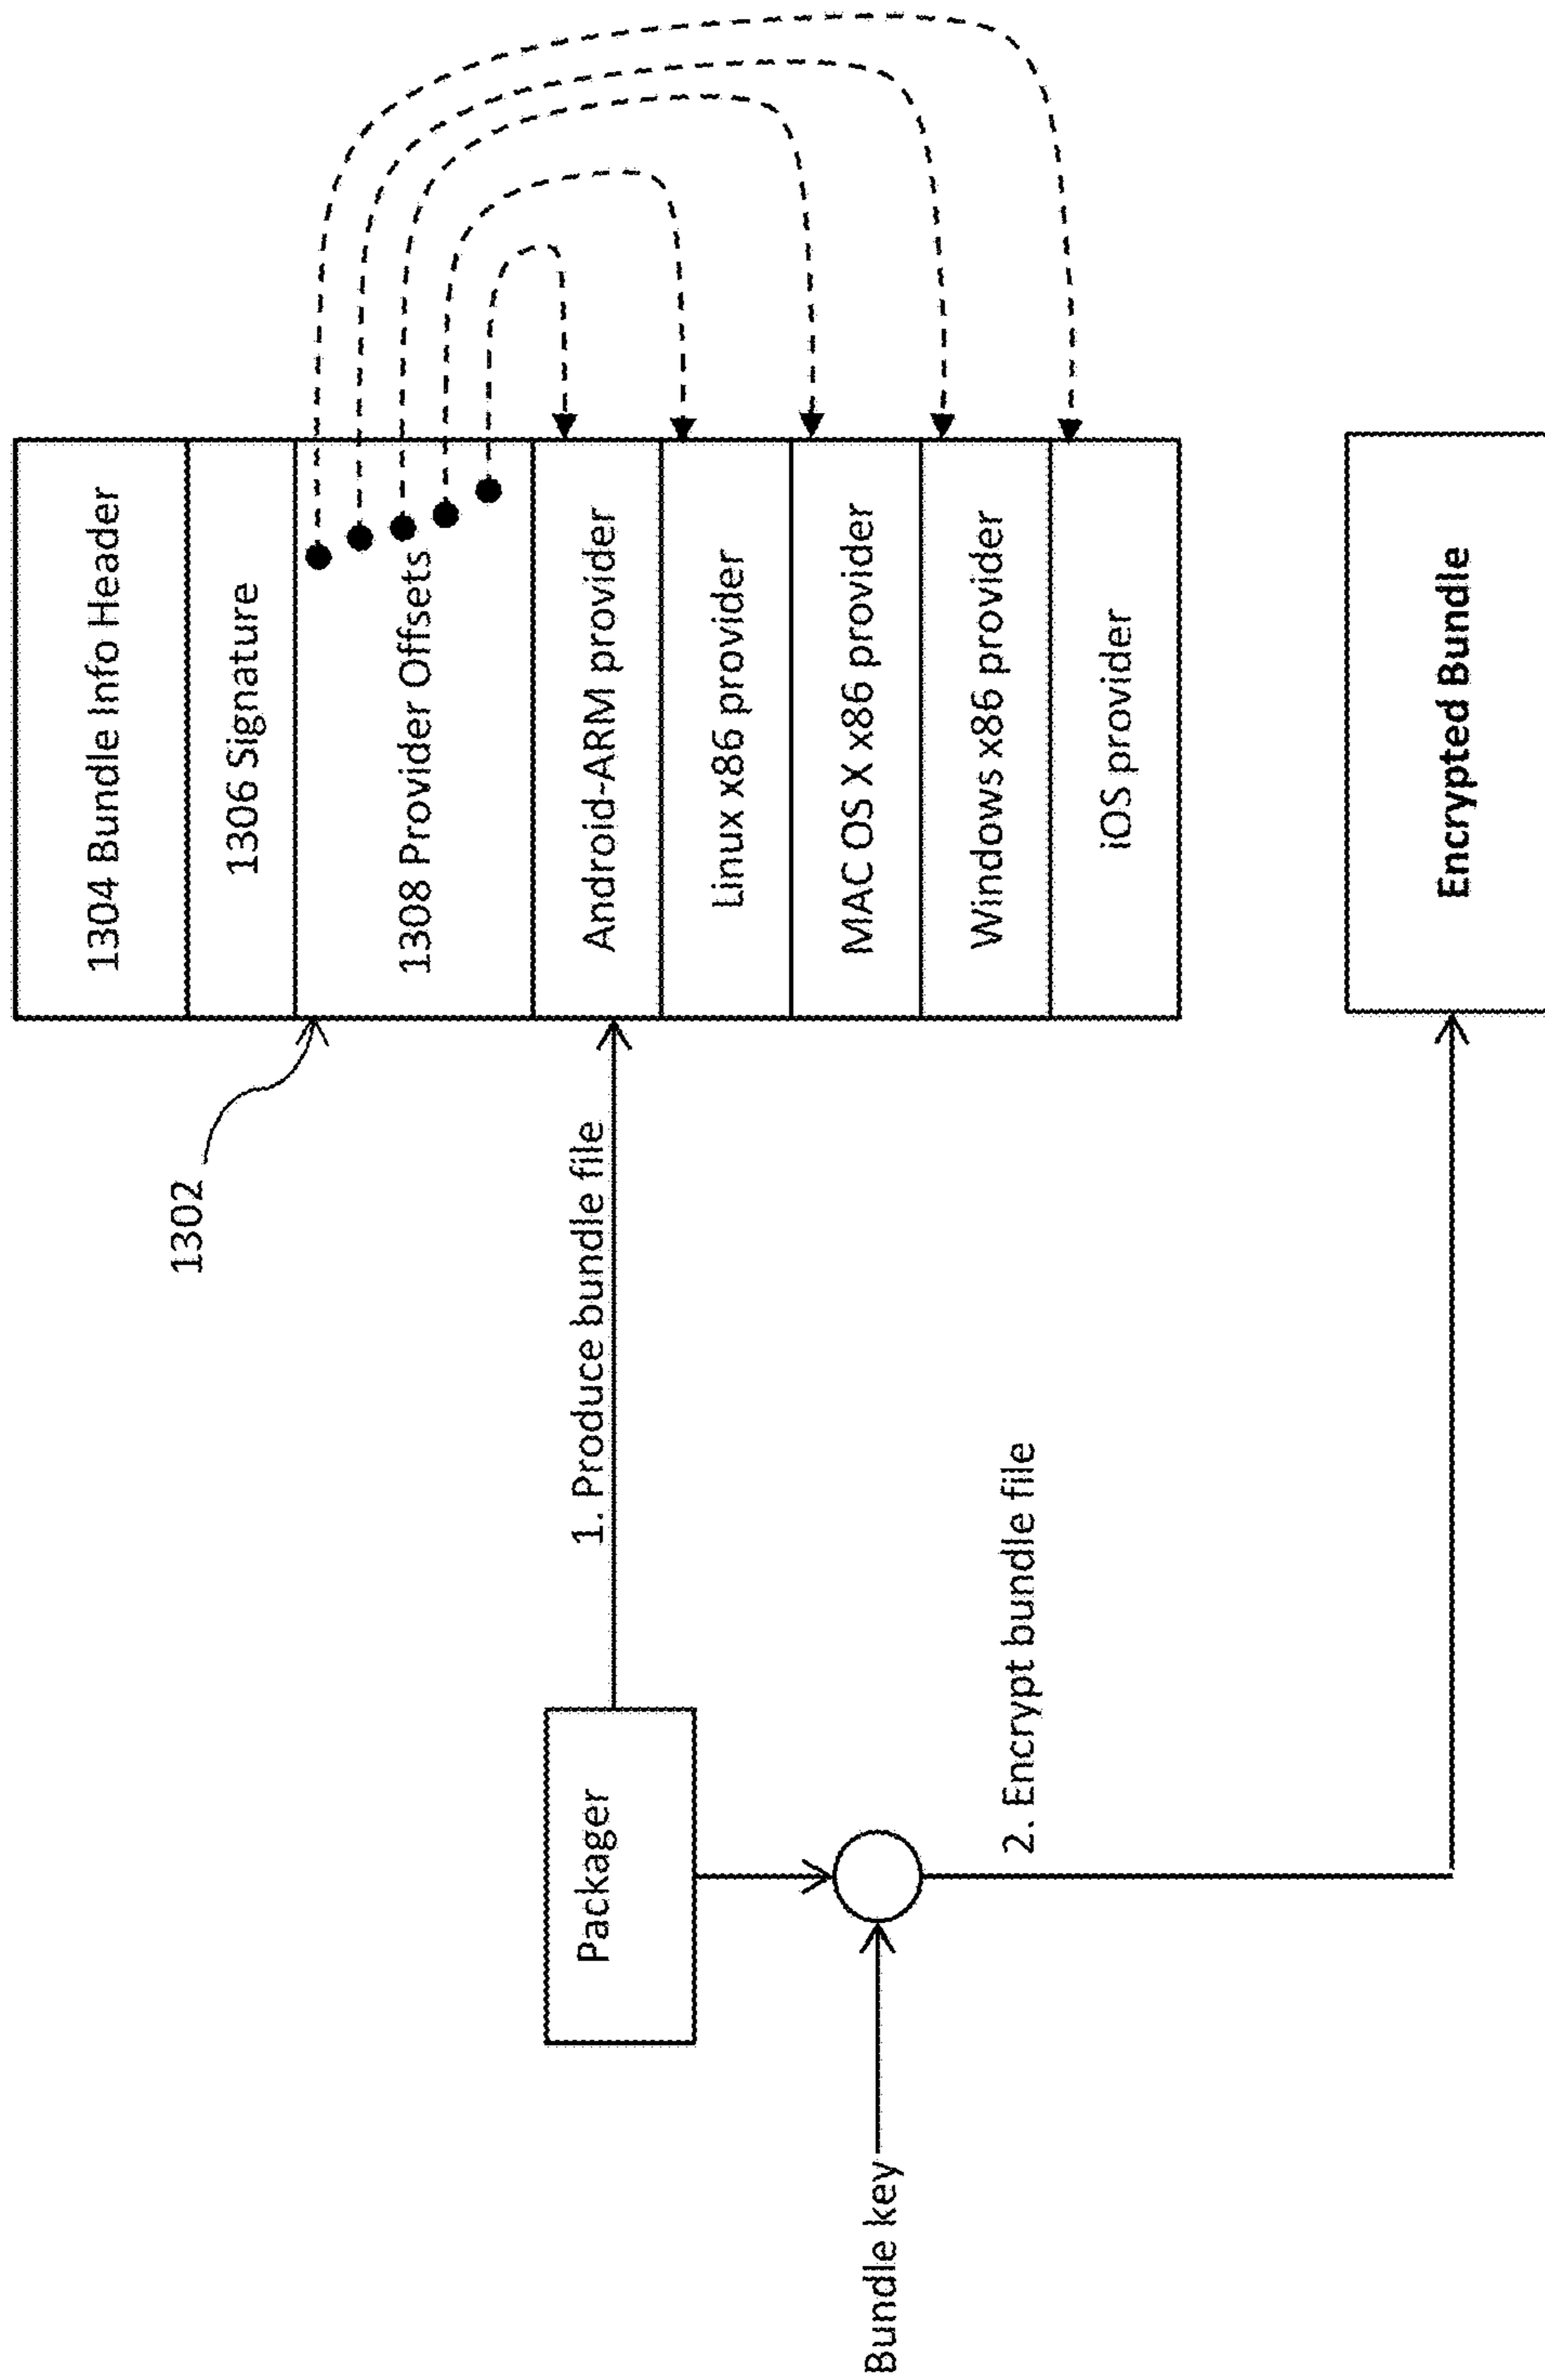 1302
1304 Bundle Info Header
1306 Signature
1308 Provider Offsets
Android-ARM provider
Linux x86 provider
MAC OS X x86 provider
Windows x86 provider
iOS provider
1. Produce bundle file
Packager
Bundle key
2. Encrypt bundle file
Encrypted Bundle